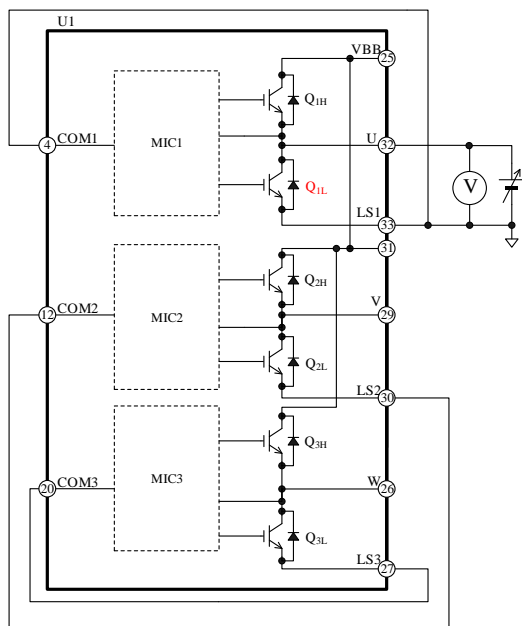 U1
VBB
25
Q1H
4
COM1
MIC1
U
32
Q1L
V
LS1
33
31
Q2H
12
COM2
MIC2
V
29
Q2L
LS2
30
Q3H
20
COM3
MIC3
W
26
Q3L
LS3
27